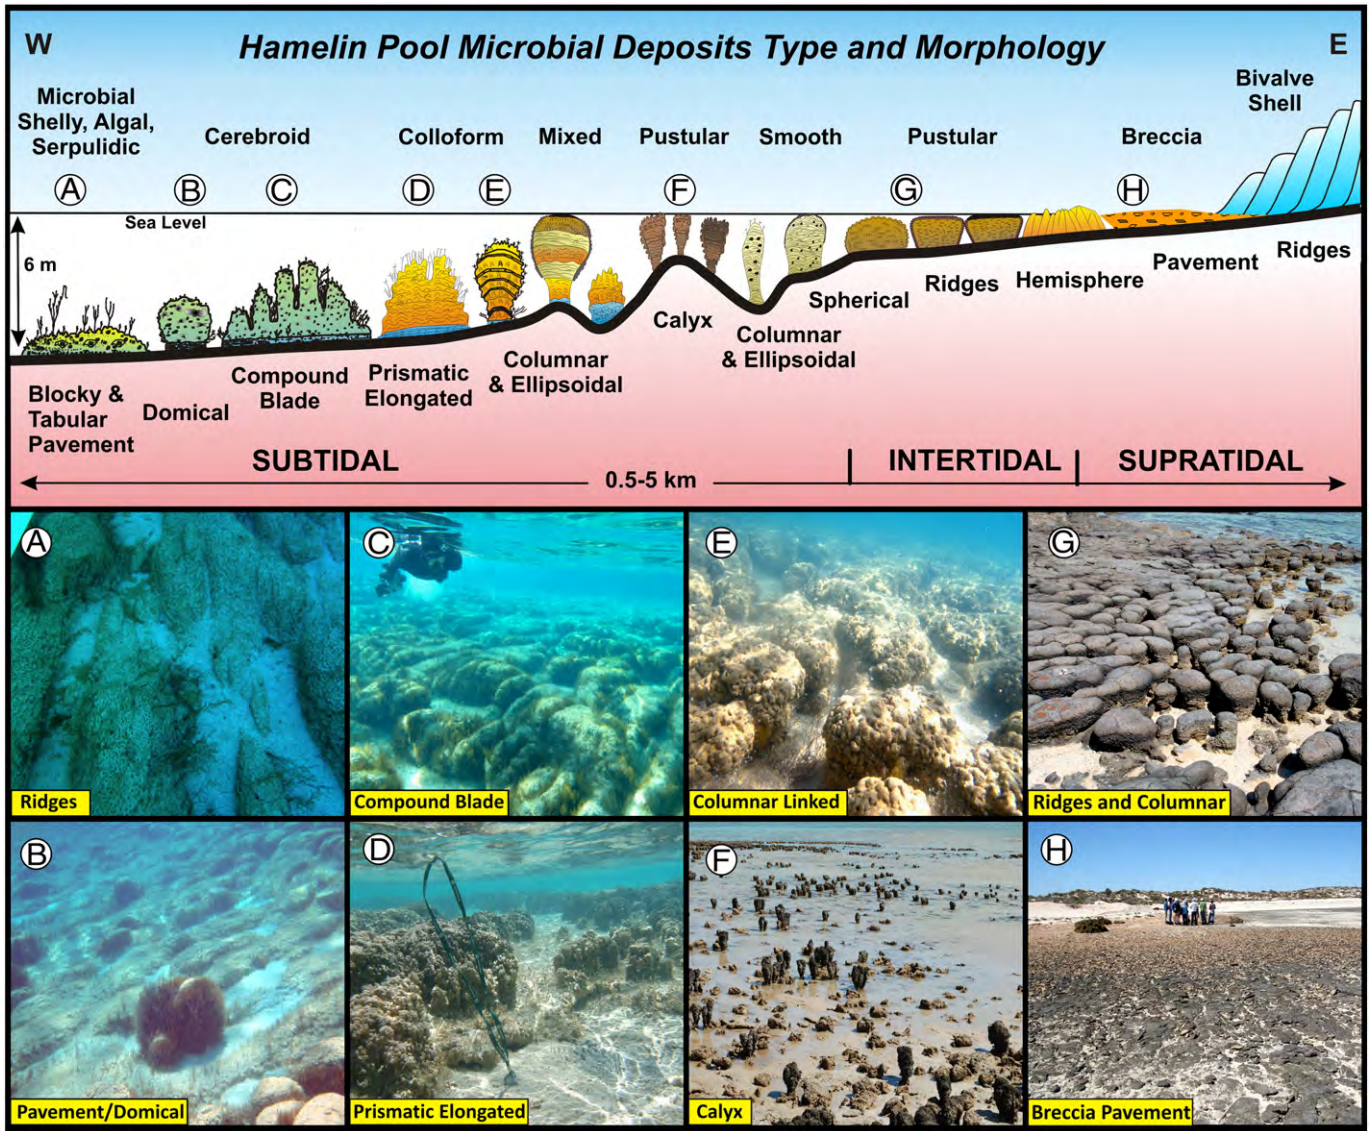 W
Hamelin Pool Microbial Deposits Type and Morphology
E
Microbial
Shelly, Algal,
Serpulidic
Cerebroid
Colloform
Mixed
Pustular
Smooth
Pustular
Breccia
Bivalve
Shell
A
B
C
D
E
F
G
H
Sea Level
6 m
Blocky &
Tabular
Pavement
Domical
Compound
Blade
Prismatic
Elongated
Columnar
& Ellipsoidal
Calyx
Columnar
& Ellipsoidal
Spherical
Ridges
Hemisphere
Pavement
Ridges
SUBTIDAL
INTERTIDAL
SUPRATIDAL
0.5-5 km
A
Ridges
C
Compound Blade
E
Columnar Linked
G
Ridges and Columnar
B
Pavement/Domical
D
Prismatic Elongated
F
Calyx
H
Breccia Pavement